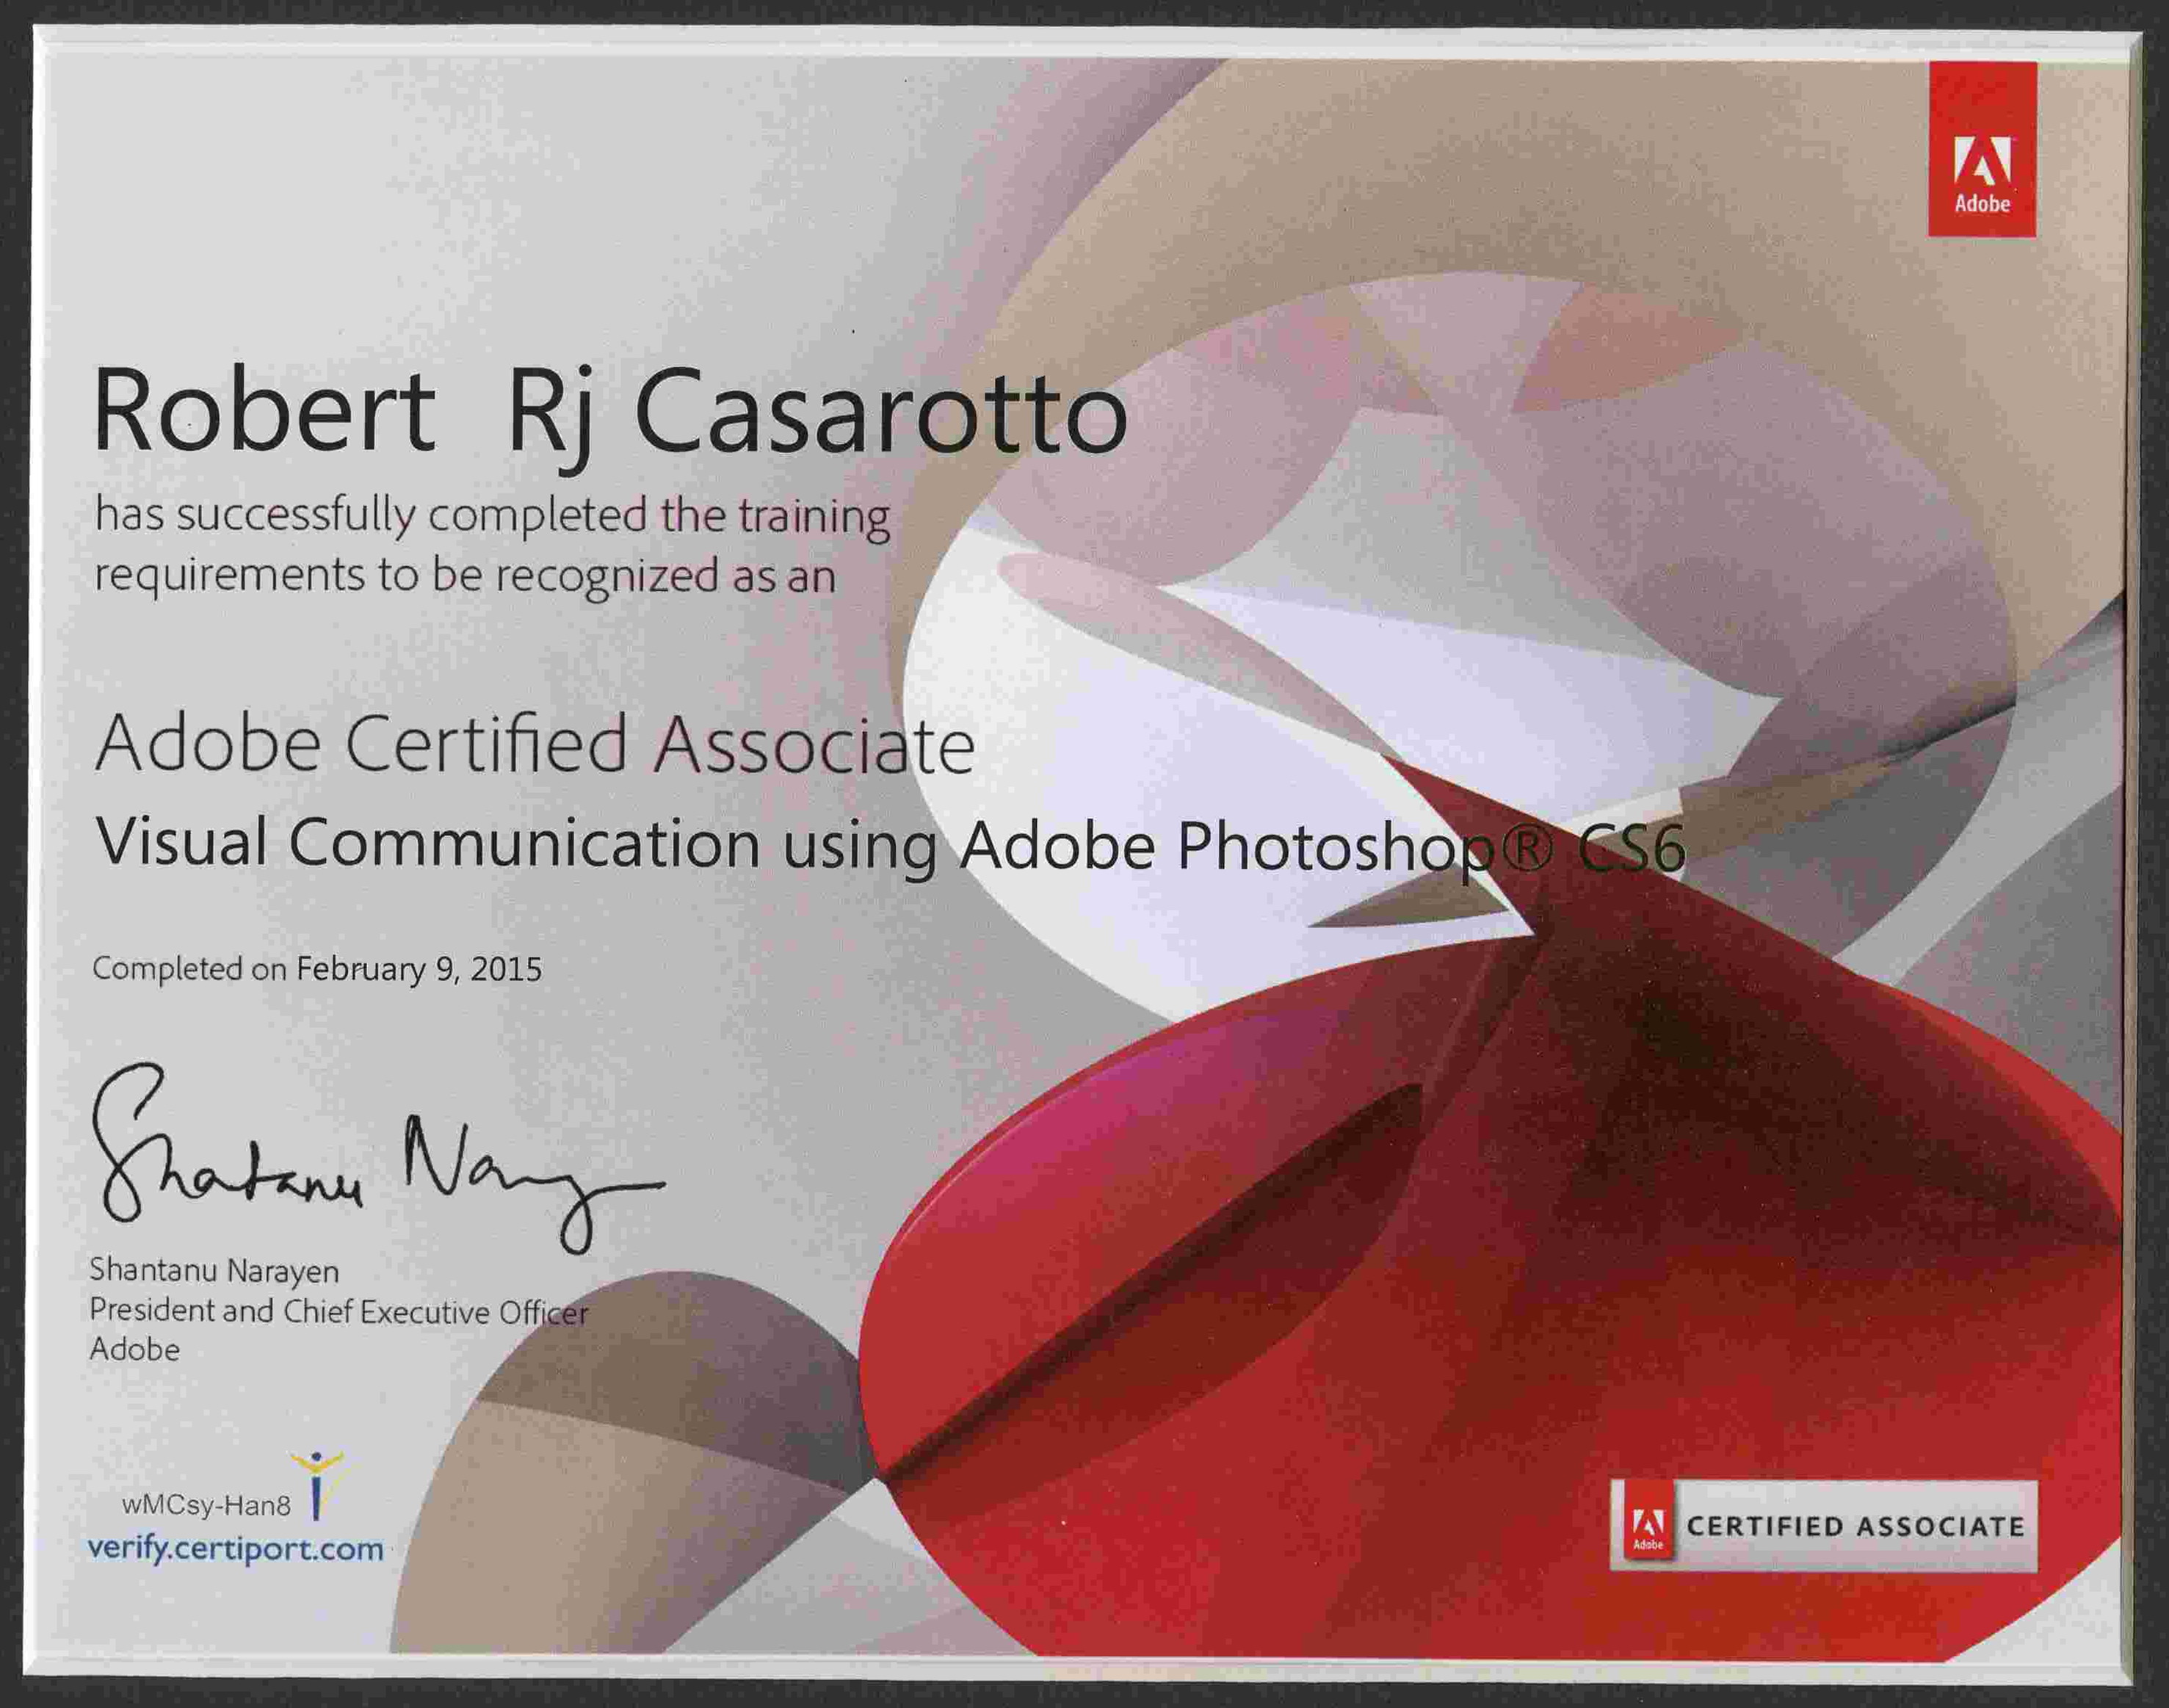 Adobe
Robert Rj Casarotto
has successfully completed the training
requirements to be recognized as an
Adobe Certified Associate
Visual Communication using Adobe Photoshop® CS6
Completed on February 9, 2015
Shantanu Narayen
Shantanu Narayen
President and Chief Executive Officer
Adobe
wMCsy-Han8
verify.certiport.com
Adobe
CERTIFIED ASSOCIATE